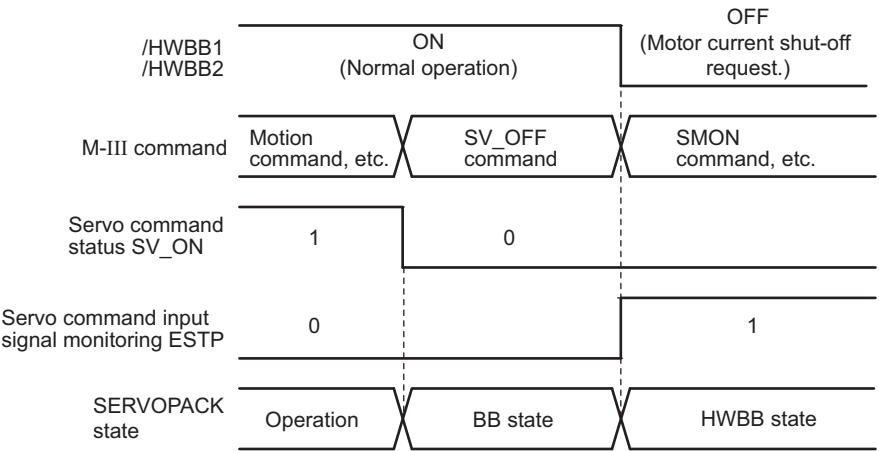 /HWBB1
/HWBB2
ON
(Normal operation)
OFF
(Motor current shut-off
request.)
M-III command
Motion
command, etc.
SV_OFF
command
SMON
command, etc.
Servo command
status SV_ON
1
0
Servo command input
signal monitoring ESTP
0
1
SERVOPACK
state
Operation
BB state
HWBB state